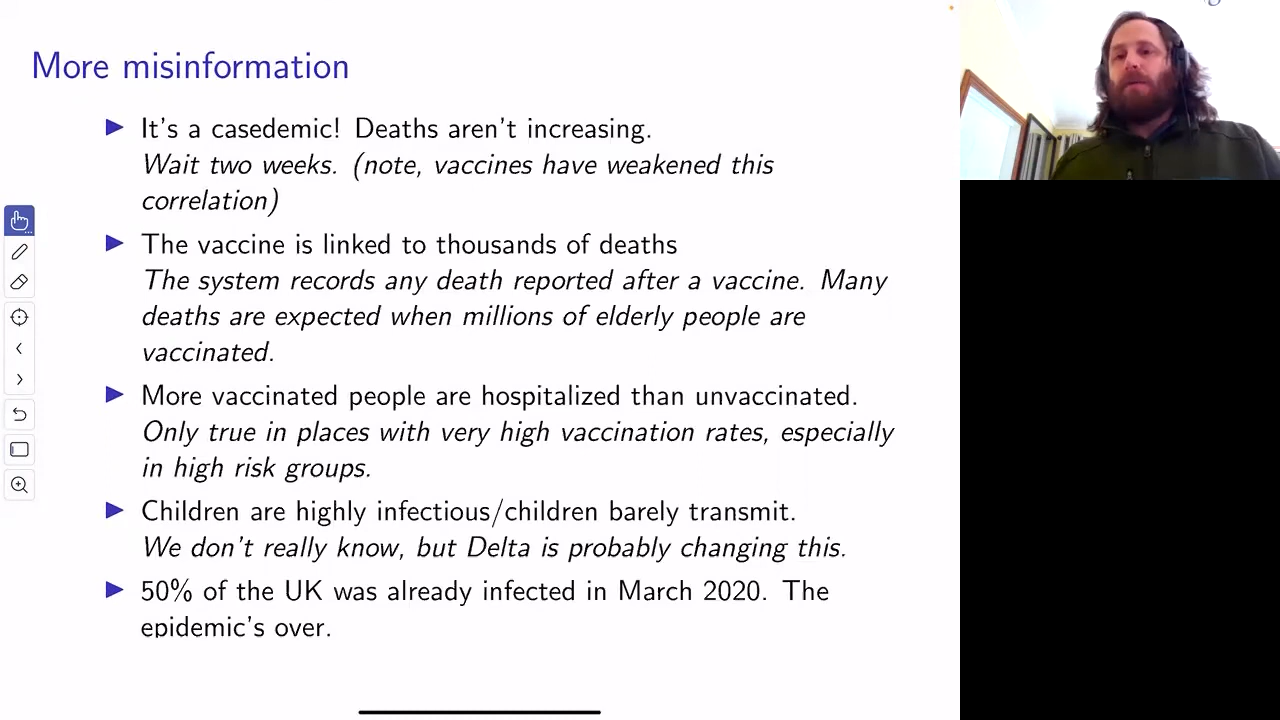 More misinformation
It's a casedemic! Deaths aren't increasing.
Wait two weeks. (note, vaccines have weakened this
correlation)
The vaccine is linked to thousands of deaths
The system records any death reported after a vaccine. Many
deaths are expected when millions of elderly people are
vaccinated.
More vaccinated people are hospitalized than unvaccinated.
Only true in places with very high vaccination rates, especially
in high risk groups.
Children are highly infectious/children barely transmit.
We don't really know, but Delta is probably changing this.
50% of the UK was already infected in March 2020. The
epidemic's over.